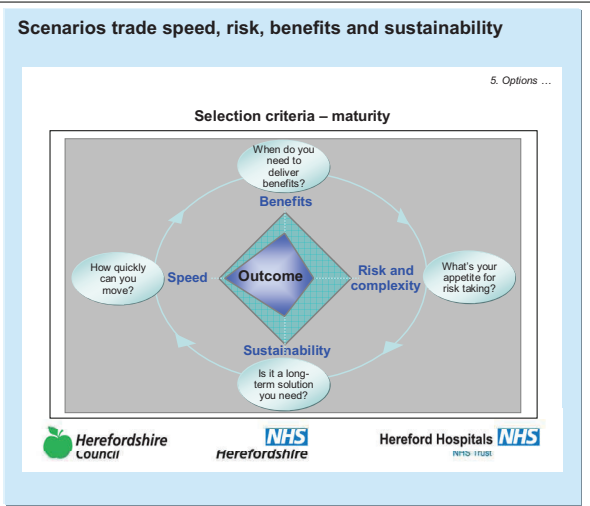 Scenarios trade speed, risk, benefits and sustainability
5. Options …
Selection criteria – maturity
When do you
need to
deliver
benefits?
Benefits
How quickly
can you
move?
Speed
Outcome
Risk and
complexity
What's your
appetite for
risk taking?
Sustainability
Is it a long-
term solution
you need?
Herefordshire
Council
NHS
Herefordshire
Hereford Hospitals NHS
NHS Trust